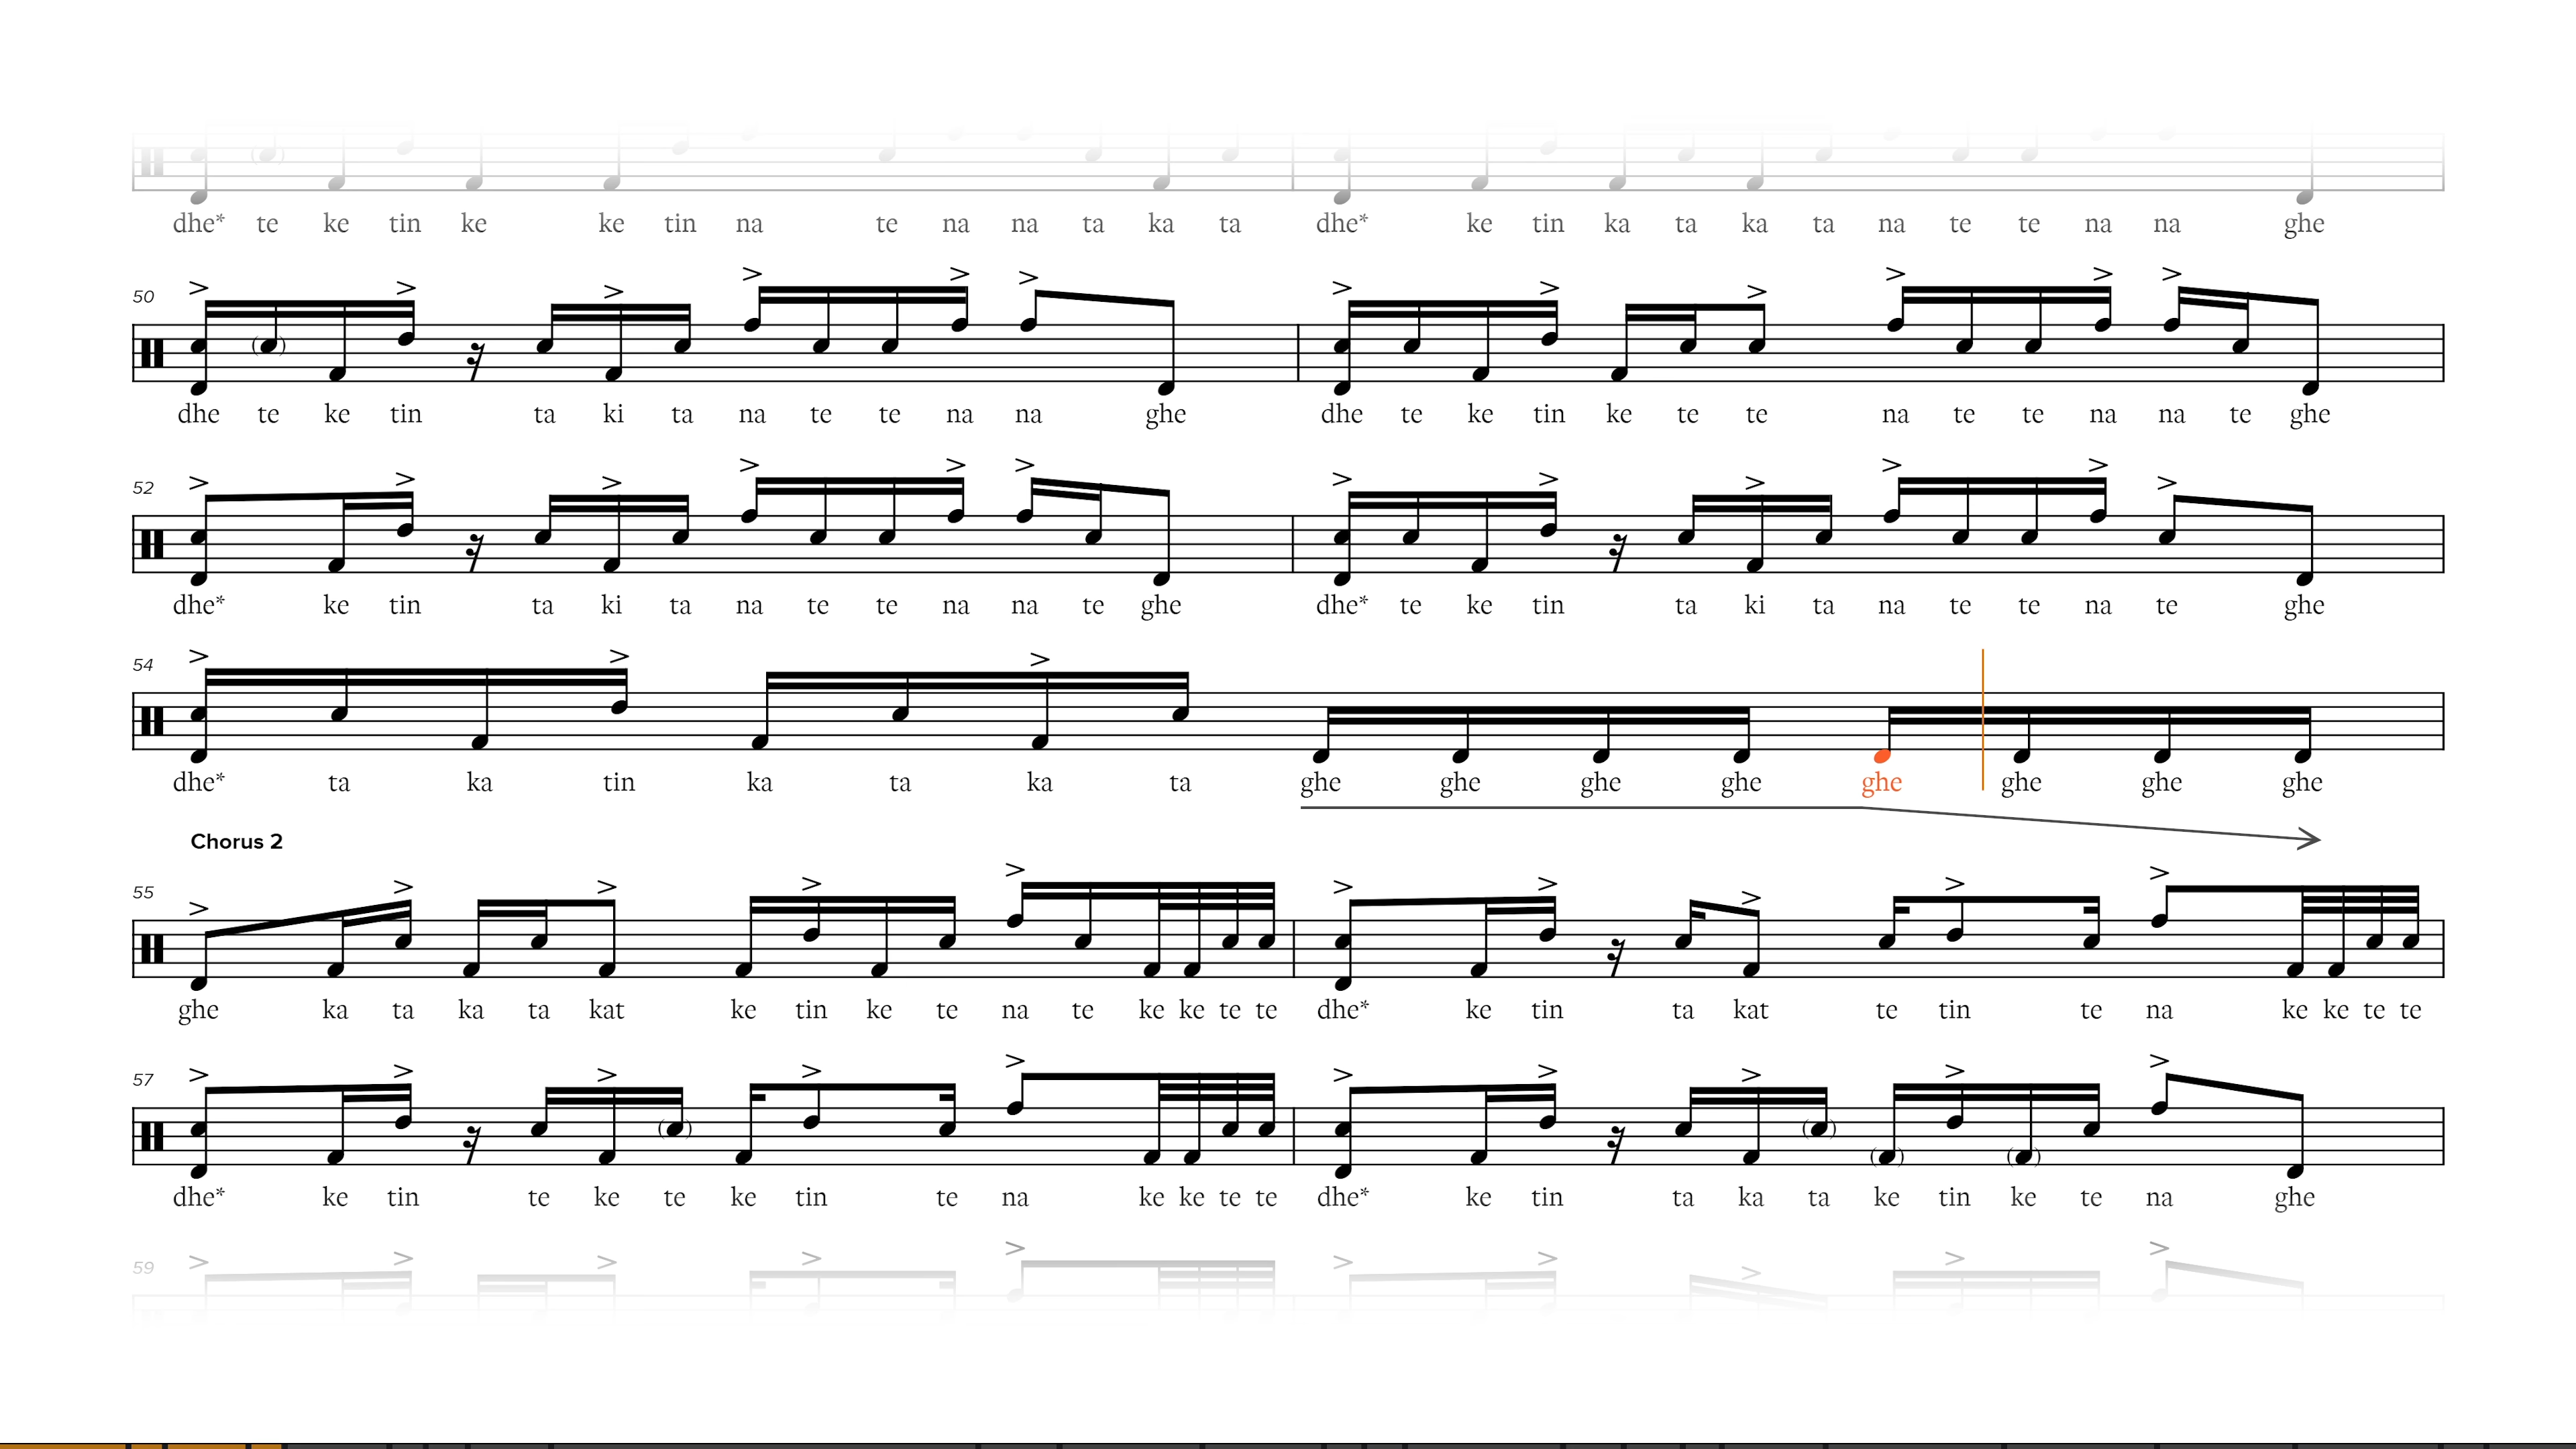 dhe* te ke tin ke ke tin na te na na ta ka ta dhe* ke tin ka ta ka ta na te te na na ghe
50
dhe te ke tin ta ki ta na te te na na ghe dhe te ke tin ke te te na te te na na te ghe
52
dhe* ke tin ta ki ta na te te na na te ghe dhe* te ke tin ta ki ta na te te na te ghe
54
dhe* ta ka tin ka ta ka ta ghe ghe ghe ghe ghe ghe ghe ghe
Chorus 2
55
ghe ka ta ka ta kat ke tin ke te na te ke ke te te dhe* ke tin ta kat te tin te na ke ke te te
57
dhe* ke tin te ke te ke tin te na ke ke te te dhe* ke tin ta ka ta ke tin ke te na ghe
59